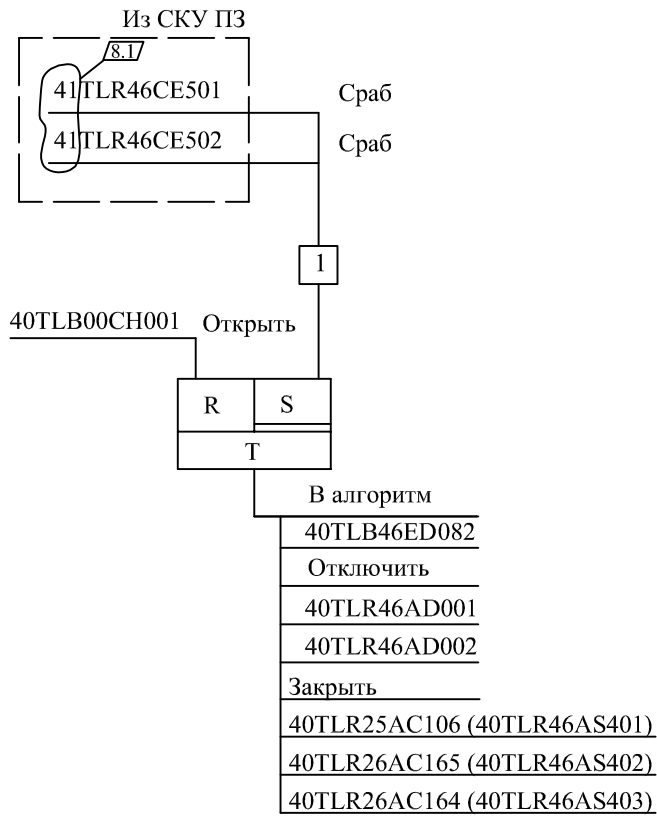 Из СКУ ПЗ
8.1
41TLR46CE501 Сраб
41TLR46CE502 Сраб
1
40TLB00CH001 Открыть
R S
T
В алгоритм
40TLB46ED082
Отключить
40TLR46AD001
40TLR46AD002
Закрыть
40TLR25AC106 (40TLR46AS401)
40TLR26AC165 (40TLR46AS402)
40TLR26AC164 (40TLR46AS403)